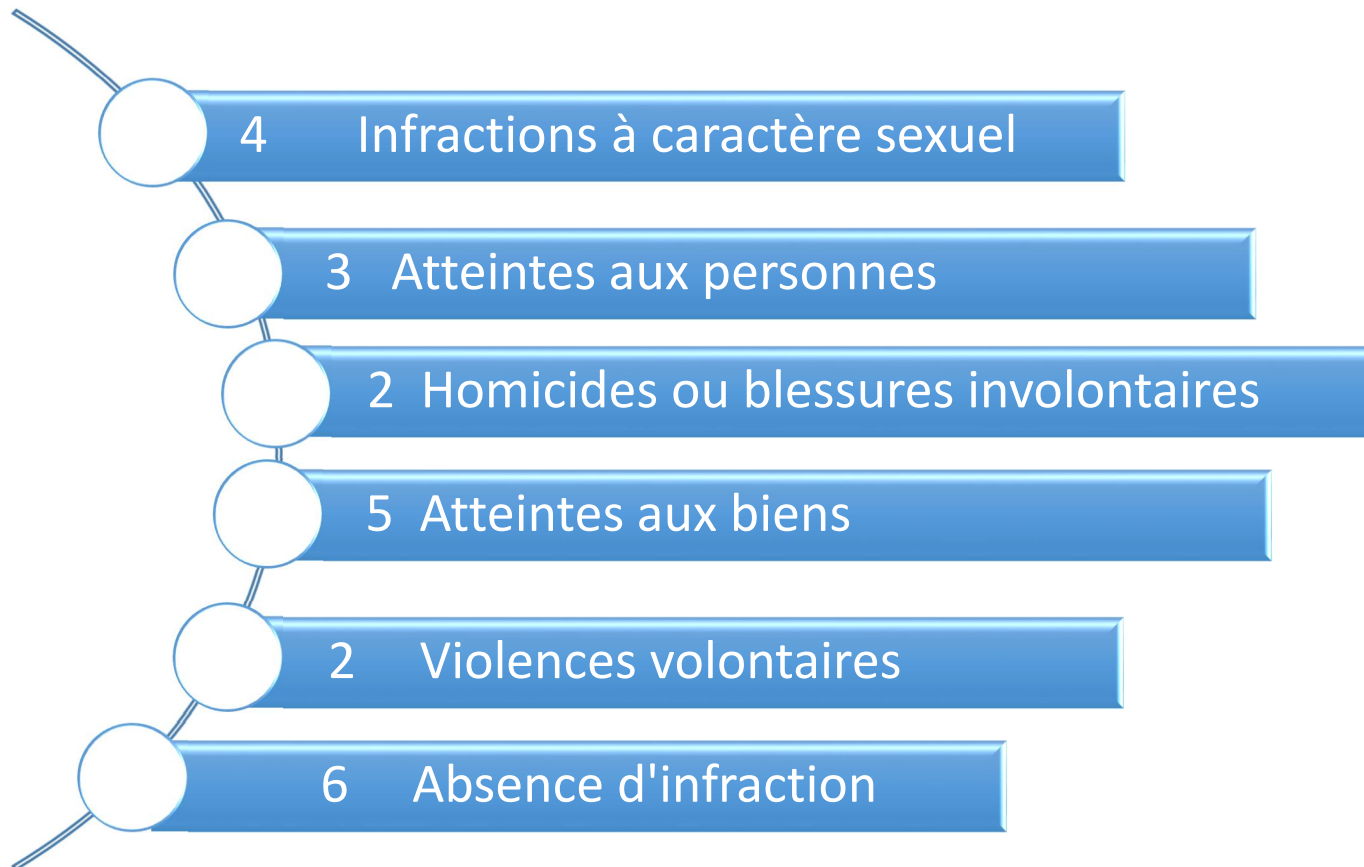 4 Infractions à caractère sexuel
3 Atteintes aux personnes
2 Homicides ou blessures involontaires
5 Atteintes aux biens
2 Violences volontaires
6 Absence d'infraction